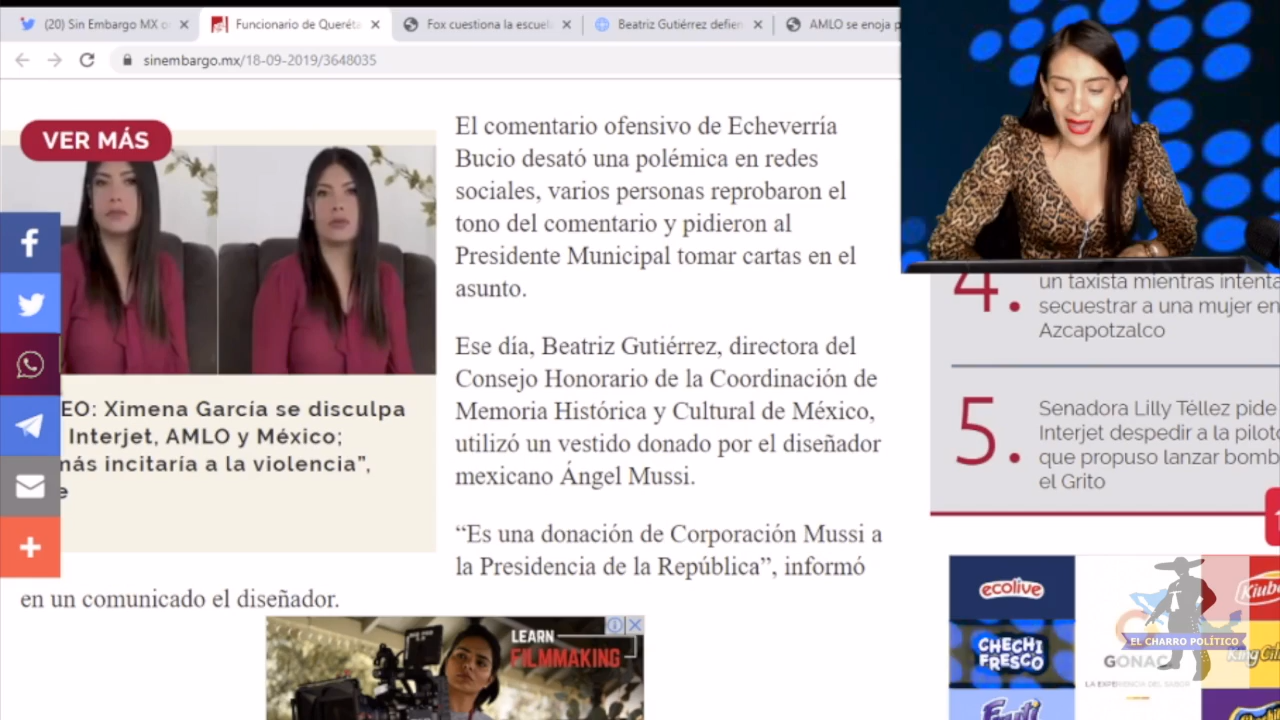 (20) Sin Embargo MX
Funcionario de Queréta
Fox cuestiona la escuel
Beatriz Gutiérrez defien
AMLO se enoja p
sinembargo.mx/18-09-2019/3648035
VER MÁS
EO: Ximena García se disculpa
Interjet, AMLO y México;
más incitaría a la violencia”,
e
El comentario ofensivo de Echeverría
Bucio desató una polémica en redes
sociales, varios personas reprobaron el
tono del comentario y pidieron al
Presidente Municipal tomar cartas en el
asunto.
Ese día, Beatriz Gutiérrez, directora del
Consejo Honorario de la Coordinación de
Memoria Histórica y Cultural de México,
utilizó un vestido donado por el diseñador
mexicano Ángel Mussi.
“Es una donación de Corporación Mussi a
la Presidencia de la República”, informó
en un comunicado el diseñador.
LEARN
FILMMAKING
4.
un taxista mientras intenta
secuestrar a una mujer en
Azcapotzalco
5.
Senadora Lilly Téllez pide
Interjet despedir a la pilot
que propuso lanzar bomb
el Grito
ecolive
CHECHI
FRESCO
GONAC
LA EXPERIENCIA DEL SABOR
EL CHARRO POLÍTICO